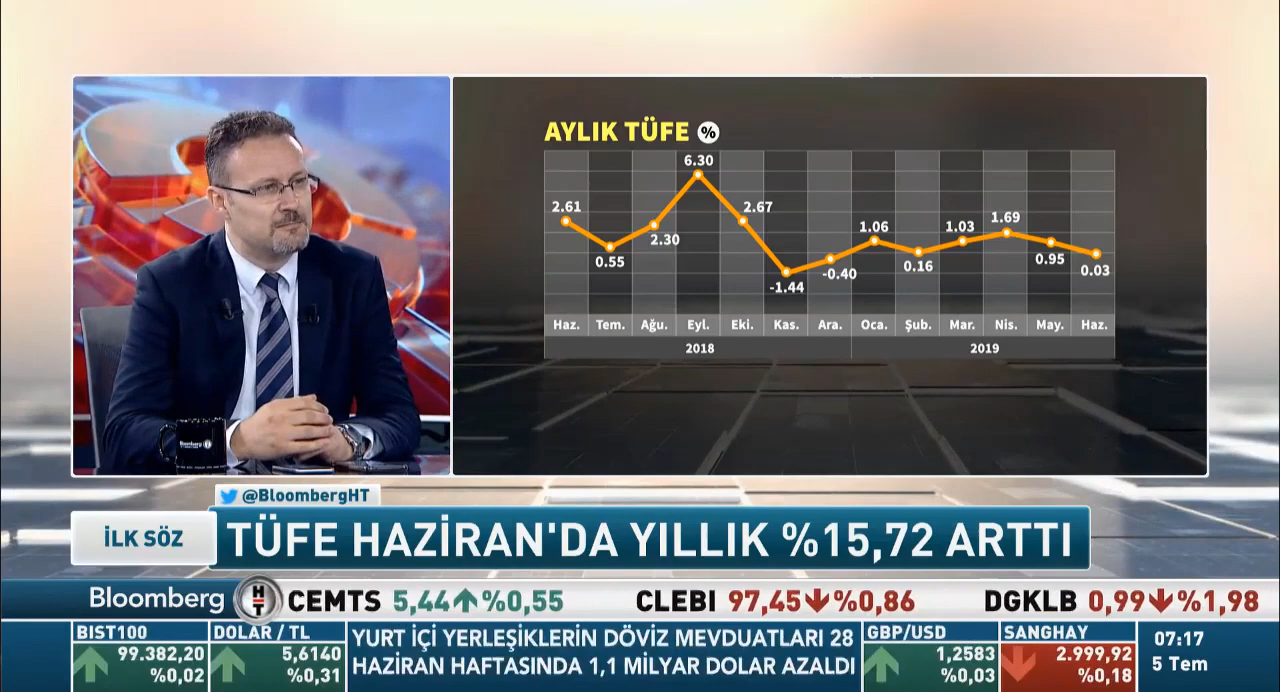 AYLIK TÜFE %
6.30
2.61
2.67
2.30
0.55
-1.44
-0.40
1.06
0.16
1.03
1.69
0.95
0.03
Haz. Tem. Ağu. Eyl. Eki. Kas. Ara. Oca. Şub. Mar. Nis. May. Haz.
2018 2019
Bloomberg HT
@BloombergHT
İLK SÖZ
TÜFE HAZİRAN'DA YILLIK %15,72 ARTTI
Bloomberg HT CEMTS 5,44 %0,55 CLEBI 97,45 %0,86 DGKLB 0,99 %1,98
BIST100
99.382,20
%0,02
DOLAR / TL
5,6140
%0,31
YURT İÇİ YERLEŞİKLERİN DÖVİZ MEVDUATLARI 28
HAZİRAN HAFTASINDA 1,1 MİLYAR DOLAR AZALDI
GBP/USD
1,2583
%0,03
SANGHAY
2.999,92
%0,18
07:17
5 Tem